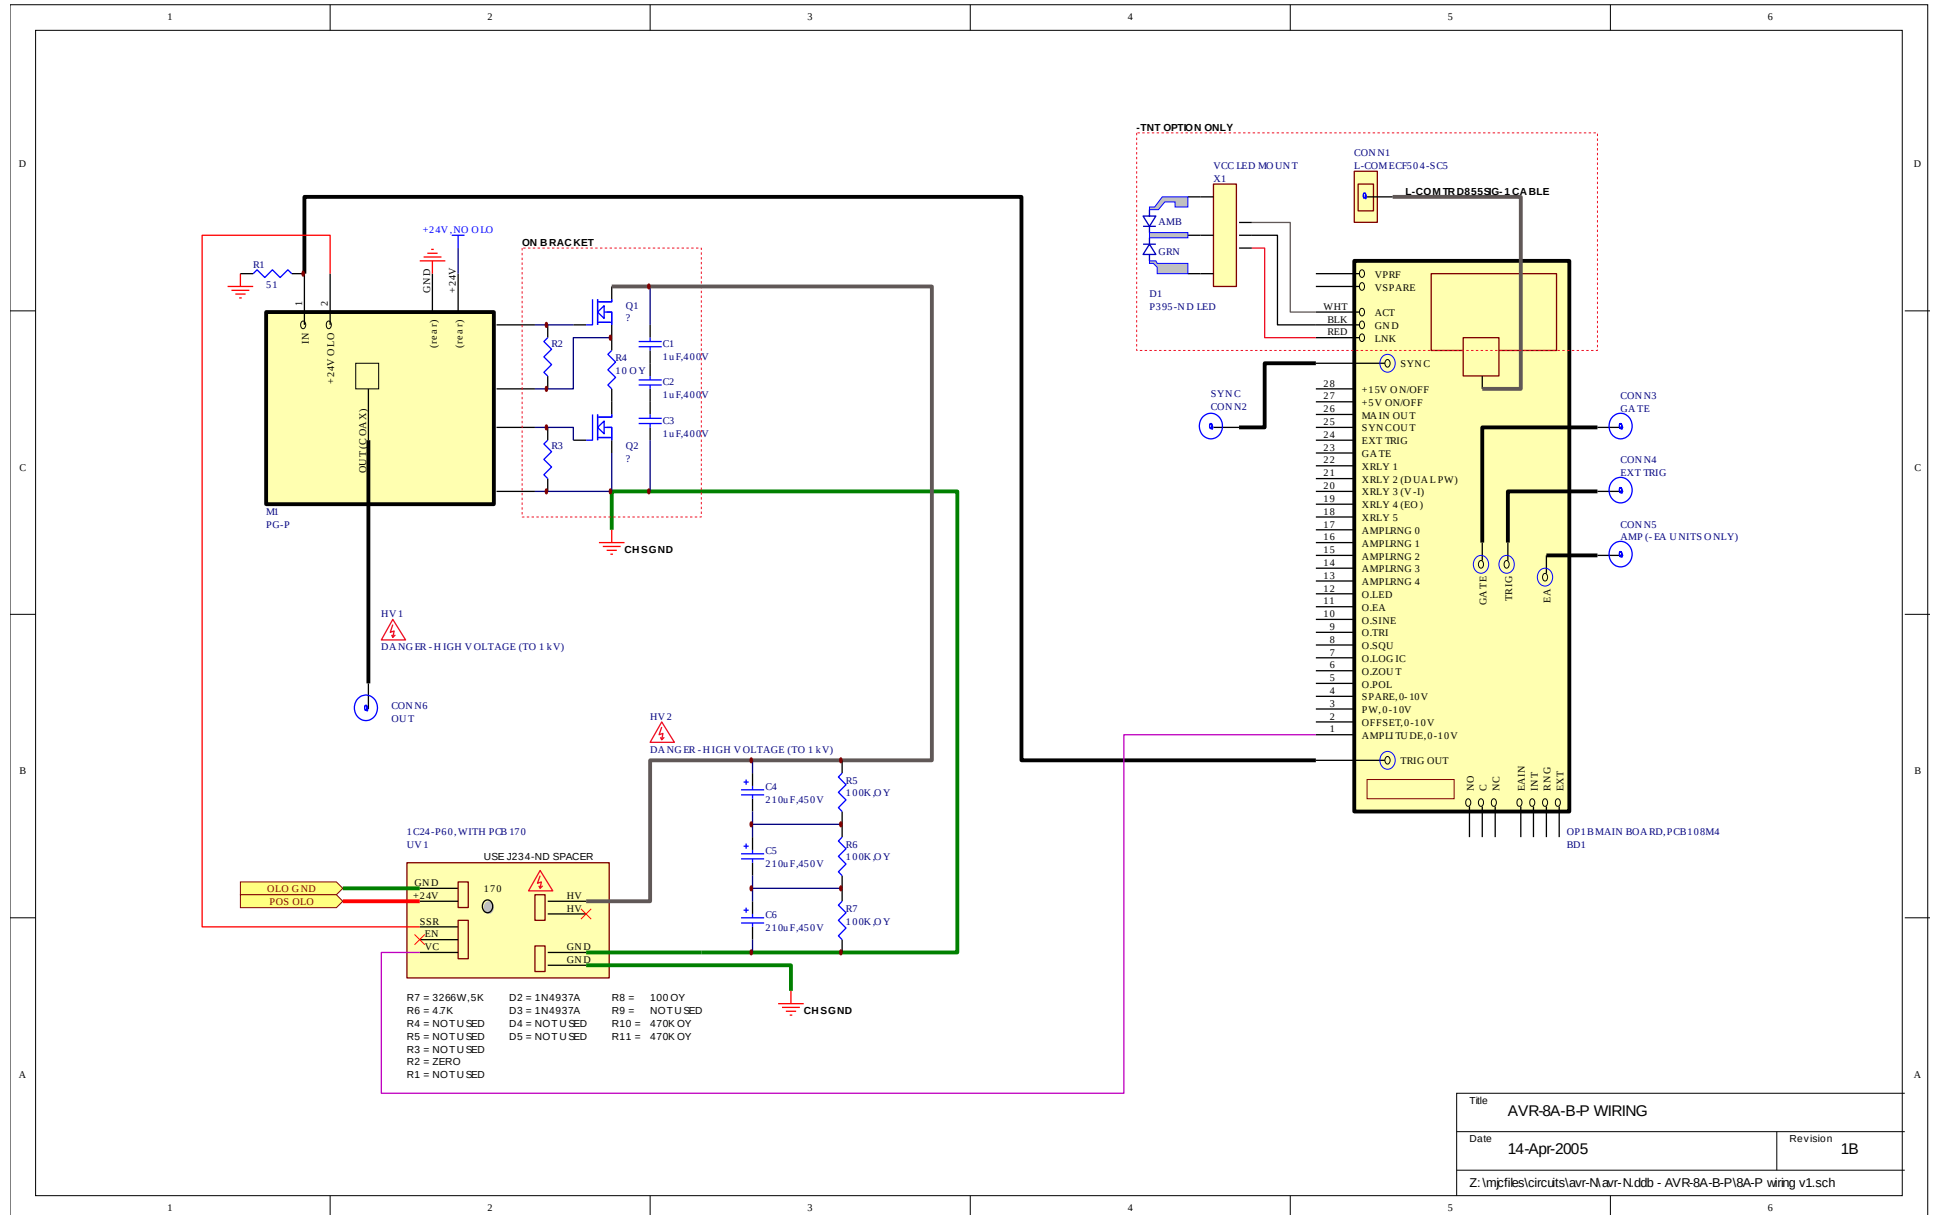 1 2 3 4 5 6
D
C
B
A
D
C
B
A
1 2 3 4 5 6
-TNT OPTION ONLY
VCC LED MOUNT
X1
AMB
GRN
D1
P395-ND LED
CONN1
L-COM ECF504-SC5
L-COM TRD855SIG-1 CABLE
WHT
BLK
RED
VPRF
VSPARE
ACT
GND
LNK
SYNC
SYNC
CONN2
28 +15V ON/OFF
27 +5V ON/OFF
26 MAIN OUT
25 SYNC OUT
24 EXT TRIG
23 GATE
22 XRLY 1
21 XRLY 2 (DUAL PW)
20 XRLY 3 (V-I)
19 XRLY 4 (EO)
18 XRLY 5
17 AMPLRNG 0
16 AMPLRNG 1
15 AMPLRNG 2
14 AMPLRNG 3
13 AMPLRNG 4
12 O.LED
11 O.EA
10 O.SINE
9 O.TRI
8 O.SQU
7 O.LOGIC
6 O.ZOUT
5 O.POL
4 SPARE, 0-10V
3 PW, 0-10V
2 OFFSET, 0-10V
1 AMPLITUDE, 0-10V
TRIG OUT
GATE
TRIG
EA
NO
C
NC
EAIN
INT
RNG
EXT
CONN3
GATE
CONN4
EXT TRIG
CONN5
AMP (-EA UNITS ONLY)
OP1B MAIN BOARD, PCB108M4
BD1
+24V, NO OLO
R1
51
1
2
GND
+24V
IN
+24V OLO
(rear)
(rear)
OUT (COAX)
M1
PG-P
ON BRACKET
Q1
?
R2
R4
10 OY
C1
1uF, 400V
C2
1uF, 400V
C3
1uF, 400V
R3
Q2
?
CHSGND
HV1
DANGER - HIGH VOLTAGE (TO 1 kV)
CONN6
OUT
HV2
DANGER - HIGH VOLTAGE (TO 1 kV)
C4
210uF, 450V
R5
100K, OY
C5
210uF, 450V
R6
100K, OY
C6
210uF, 450V
R7
100K, OY
1C24-P60, WITH PCB 170
UV1
USE J234-ND SPACER
OLO GND
POS OLO
GND
+24V
170
SSR
EN
VC
HV
HV
GND
GND
CHSGND
R7 = 3266W, 5K D2 = 1N4937A R8 = 100 OY
R6 = 4.7K D3 = 1N4937A R9 = NOT USED
R4 = NOT USED D4 = NOT USED R10 = 470K OY
R5 = NOT USED D5 = NOT USED R11 = 470K OY
R3 = NOT USED
R2 = ZERO
R1 = NOT USED
Title
AVR-8A-B-P WIRING
Date
14-Apr-2005
Revision
1B
Z:\mjcfiles\circuits\avr-N\avr-N.ddb - AVR-8A-B-P\8A-P wiring v1.sch